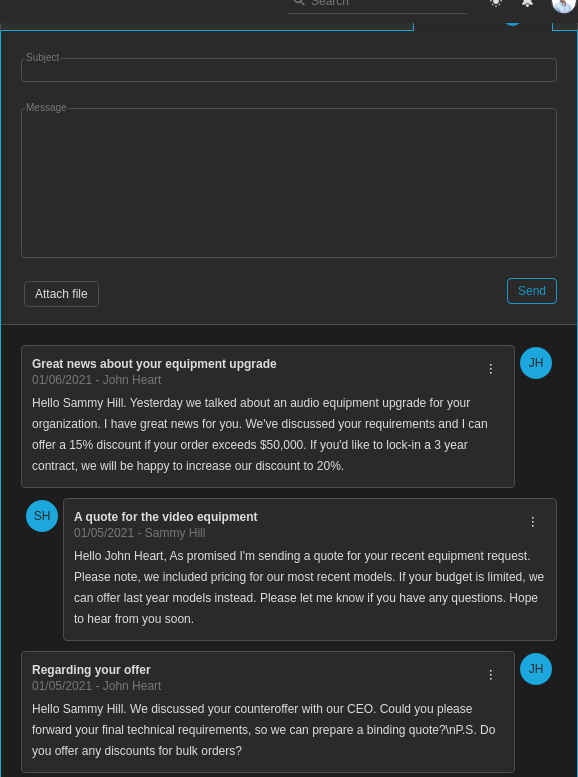 Search
Subject
Message
Attach file
Send
Great news about your equipment upgrade
01/06/2021 - John Heart
Hello Sammy Hill. Yesterday we talked about an audio equipment upgrade for your
organization. I have great news for you. We've discussed your requirements and I can
offer a 15% discount if your order exceeds $50,000. If you'd like to lock-in a 3 year
contract, we will be happy to increase our discount to 20%.
JH
SH
A quote for the video equipment
01/05/2021 - Sammy Hill
Hello John Heart, As promised I'm sending a quote for your recent equipment request.
Please note, we included pricing for our most recent models. If your budget is limited, we
can offer last year models instead. Please let me know if you have any questions. Hope
to hear from you soon.
Regarding your offer
01/05/2021 - John Heart
Hello Sammy Hill. We discussed your counteroffer with our CEO. Could you please
forward your final technical requirements, so we can prepare a binding quote?\nP.S. Do
you offer any discounts for bulk orders?
JH